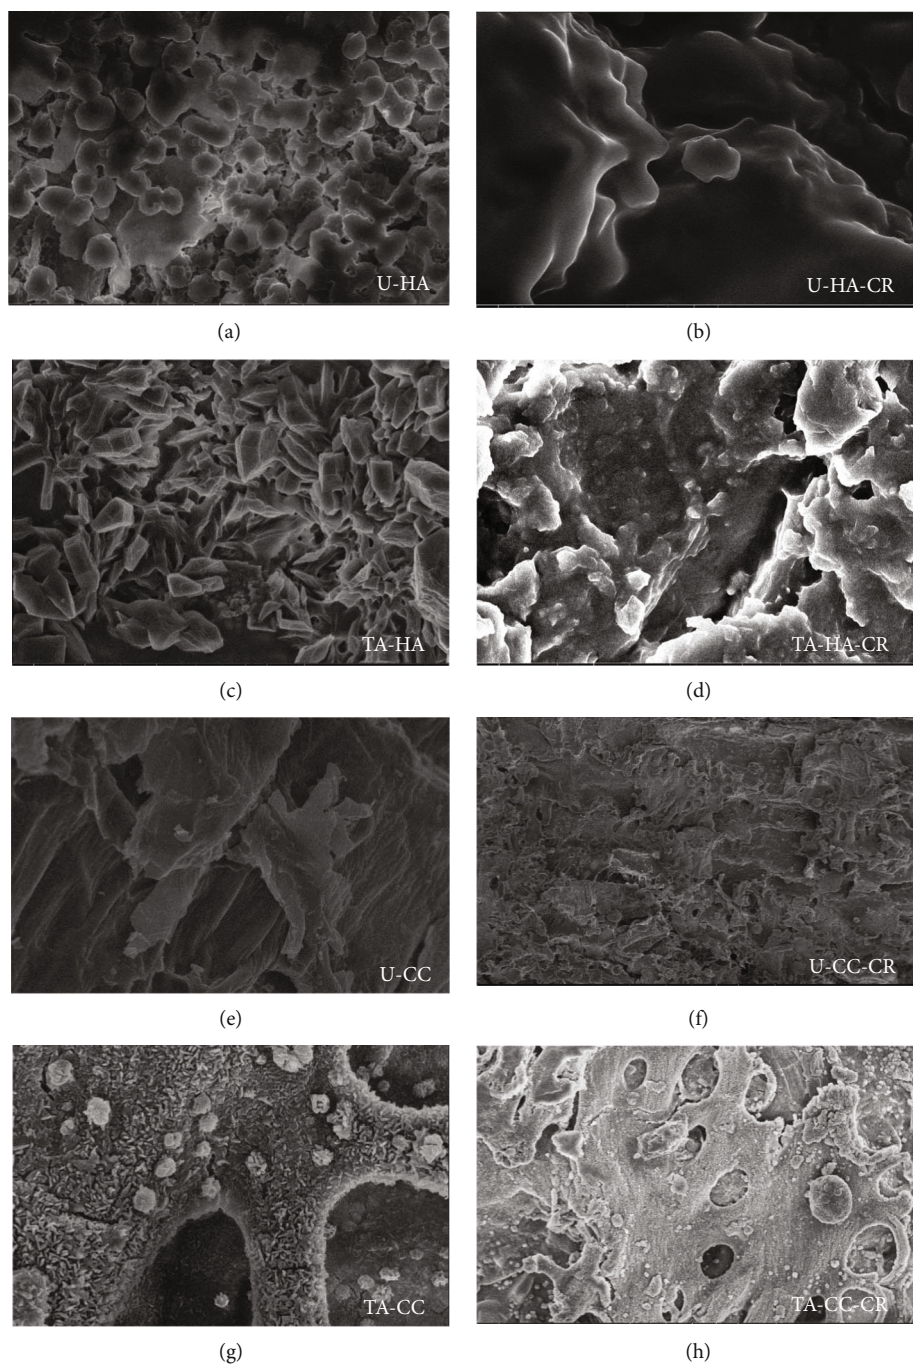 U-HA
U-HA-CR
(a)
(b)
TA-HA
TA-HA-CR
(c)
(d)
U-CC
U-CC-CR
(e)
(f)
TA-CC
TA-CC-CR
(g)
(h)